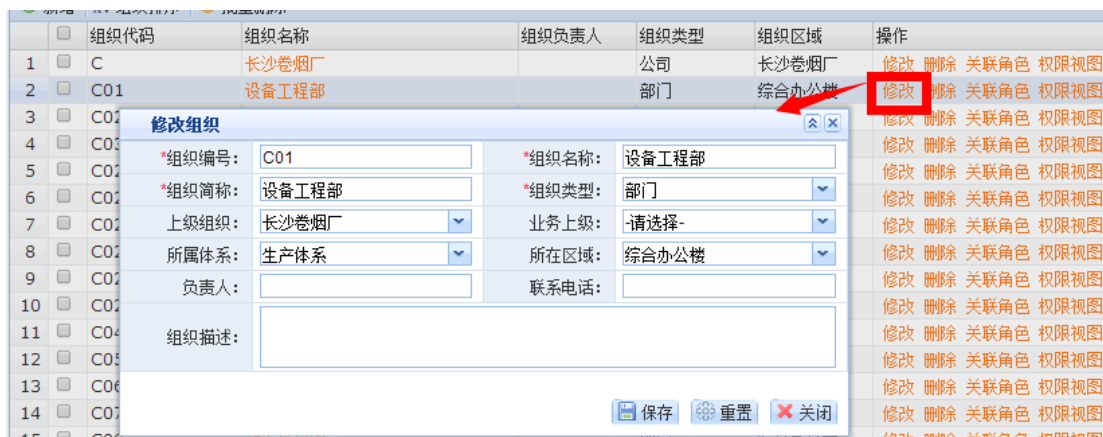 组织代码 组织名称 组织负责人 组织类型 组织区域 操作
1 C 长沙卷烟厂 公司 长沙卷烟厂 修改 删除 关联角色 权限视图
2 C01 设备工程部 部门 综合办公楼 修改 删除 关联角色 权限视图
3 C02 修改 删除 关联角色 权限视图
修改组织
4 C03 修改 删除 关联角色 权限视图
*组织编号: C01 *组织名称: 设备工程部
5 C02 修改 删除 关联角色 权限视图
*组织简称: 设备工程部 *组织类型: 部门
6 C02 修改 删除 关联角色 权限视图
7 C02 修改 删除 关联角色 权限视图
上级组织: 长沙卷烟厂 业务上级: -请选择-
8 C02 修改 删除 关联角色 权限视图
所属体系: 生产体系 所在区域: 综合办公楼
9 C02 修改 删除 关联角色 权限视图
负责人: 联系电话:
10 C02 修改 删除 关联角色 权限视图
11 C04 修改 删除 关联角色 权限视图
组织描述:
12 C05 修改 删除 关联角色 权限视图
13 C06 修改 删除 关联角色 权限视图
14 C07 修改 删除 关联角色 权限视图
保存 重置 关闭